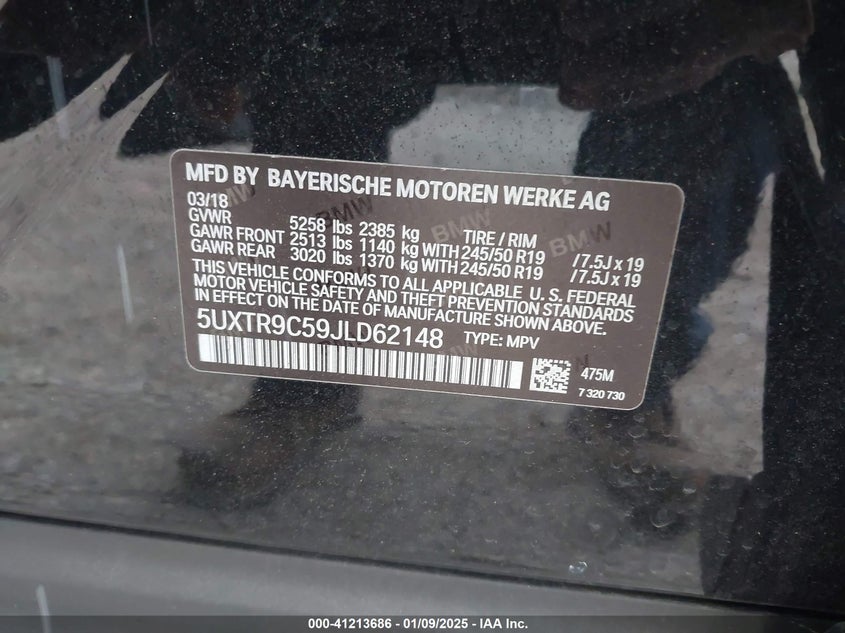 MFD BY BAYERISCHE MOTOREN WERKE AG
03/18
GVWR 5258 lbs 2385 kg TIRE / RIM
GAWR FRONT 2513 lbs 1140 kg WITH 245/50 R19 /7.5J x 19
GAWR REAR 3020 lbs 1370 kg WITH 245/50 R19 /7.5J x 19
THIS VEHICLE CONFORMS TO ALL APPLICABLE U. S. FEDERAL
MOTOR VEHICLE SAFETY AND THEFT PREVENTION STANDARDS
IN EFFECT ON THE DATE OF MANUFACTURE SHOWN ABOVE.
5UXTR9C59JLD62148 TYPE: MPV
475M
7 320 730
000-41213686 - 01/09/2025 - IAA Inc.